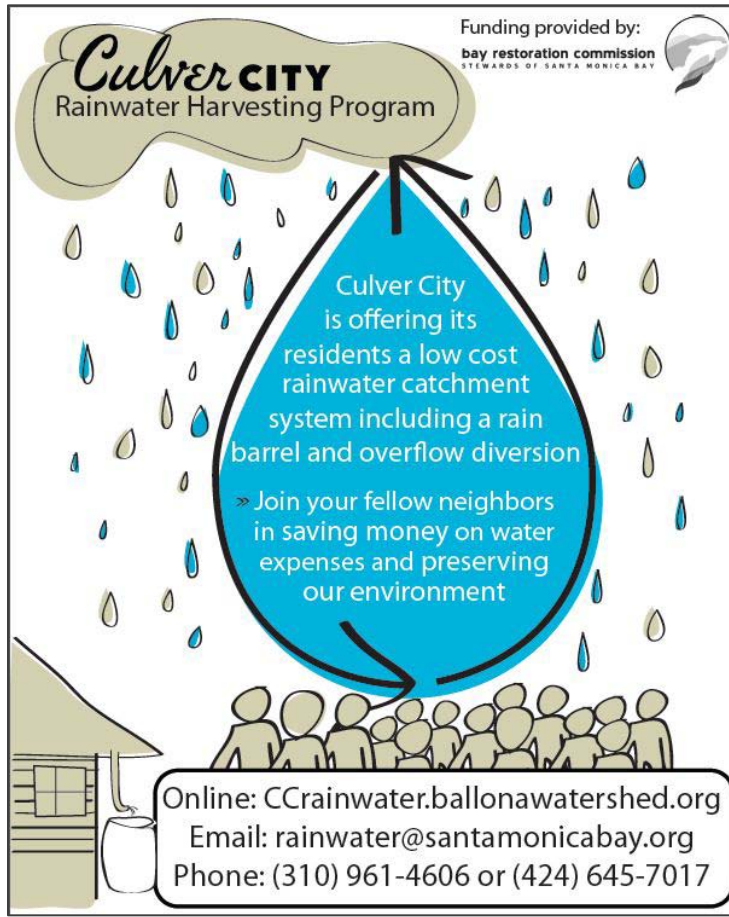 Culver CITY
Rainwater Harvesting Program
Funding provided by:
bay restoration commission
STEWARDS OF SANTA MONICA BAY
Culver City
is offering its
residents a low cost
rainwater catchment
system including a rain
barrel and overflow diversion
» Join your fellow neighbors
in saving money on water
expenses and preserving
our environment
Online: CCrainwater.ballonawatershed.org
Email: rainwater@santamonicabay.org
Phone: (310) 961-4606 or (424) 645-7017